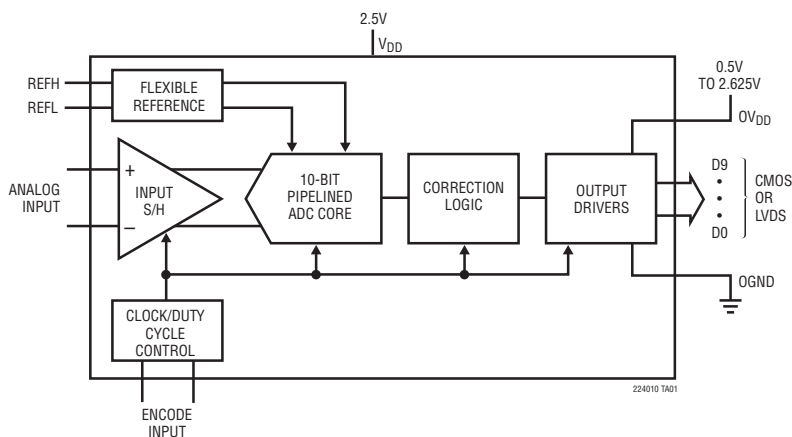 2.5V
VDD
0.5V
TO 2.625V
OVDD
REFH
REFL
FLEXIBLE
REFERENCE
ANALOG
INPUT
+
−
INPUT
S/H
10-BIT
PIPELINED
ADC CORE
CORRECTION
LOGIC
OUTPUT
DRIVERS
D9
•
•
•
D0
CMOS
OR
LVDS
OGND
CLOCK/DUTY
CYCLE
CONTROL
224010 TA01
ENCODE
INPUT